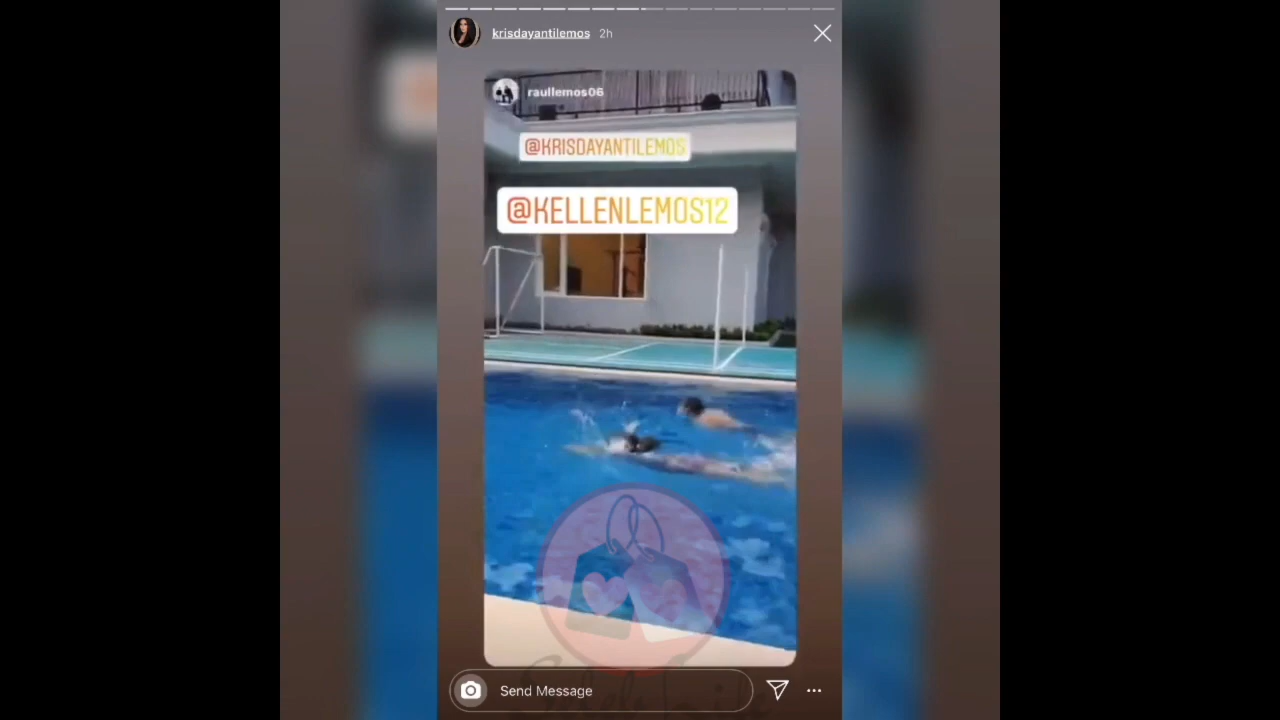 krisdayantilemos 2h
raullemos06
@KRISDAYANTILEMOS
@KELLENLEMOS12
Send Message